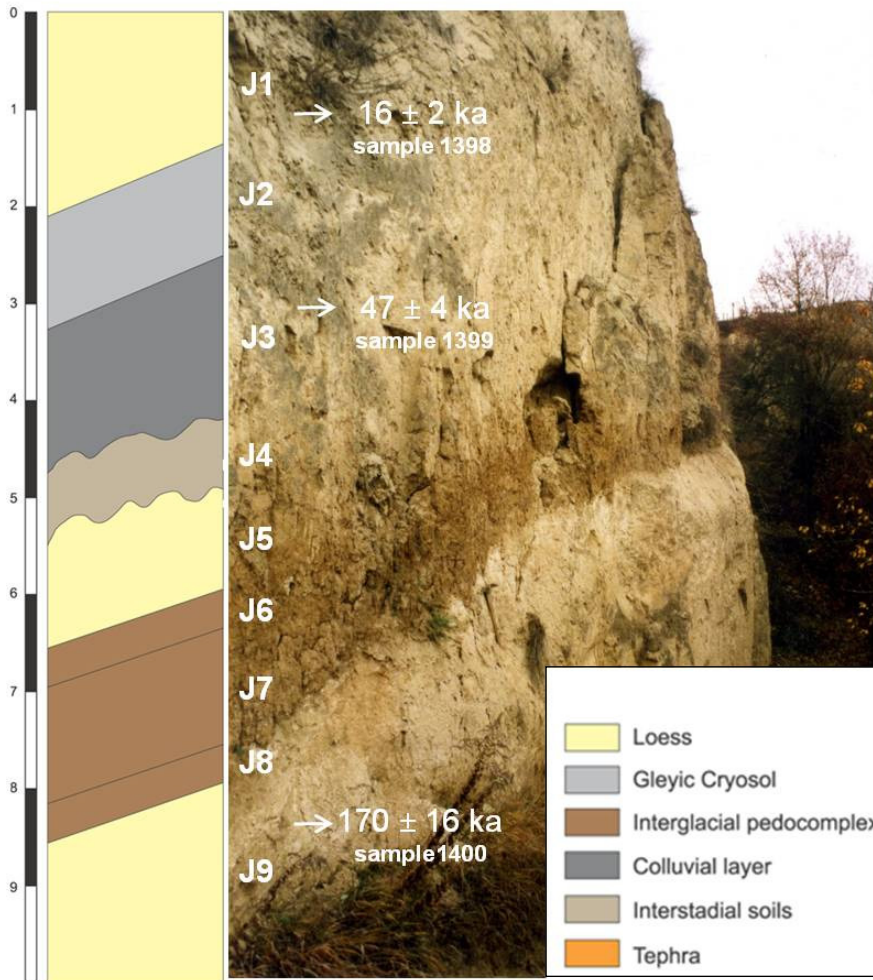 0
1
2
3
4
5
6
7
8
9
J1
16 ± 2 ka
sample 1398
J2
47 ± 4 ka
sample 1399
J3
J4
J5
J6
J7
J8
170 ± 16 ka
sample1400
J9
Loess
Gleyic Cryosol
Interglacial pedocomplex
Colluvial layer
Interstadial soils
Tephra